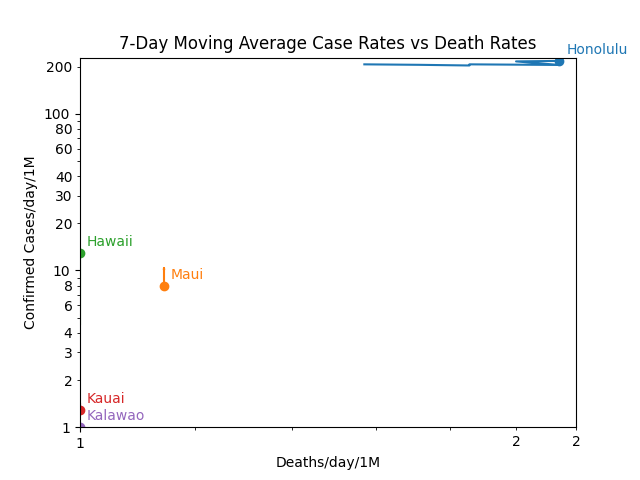 7-Day Moving Average Case Rates vs Death Rates
Honolulu
200
100
80
60
40
30
20
Hawaii
10
Maui
8
6
4
3
2
Kauai
Kalawao
1
1
2
2
Confirmed Cases/day/1M
Deaths/day/1M